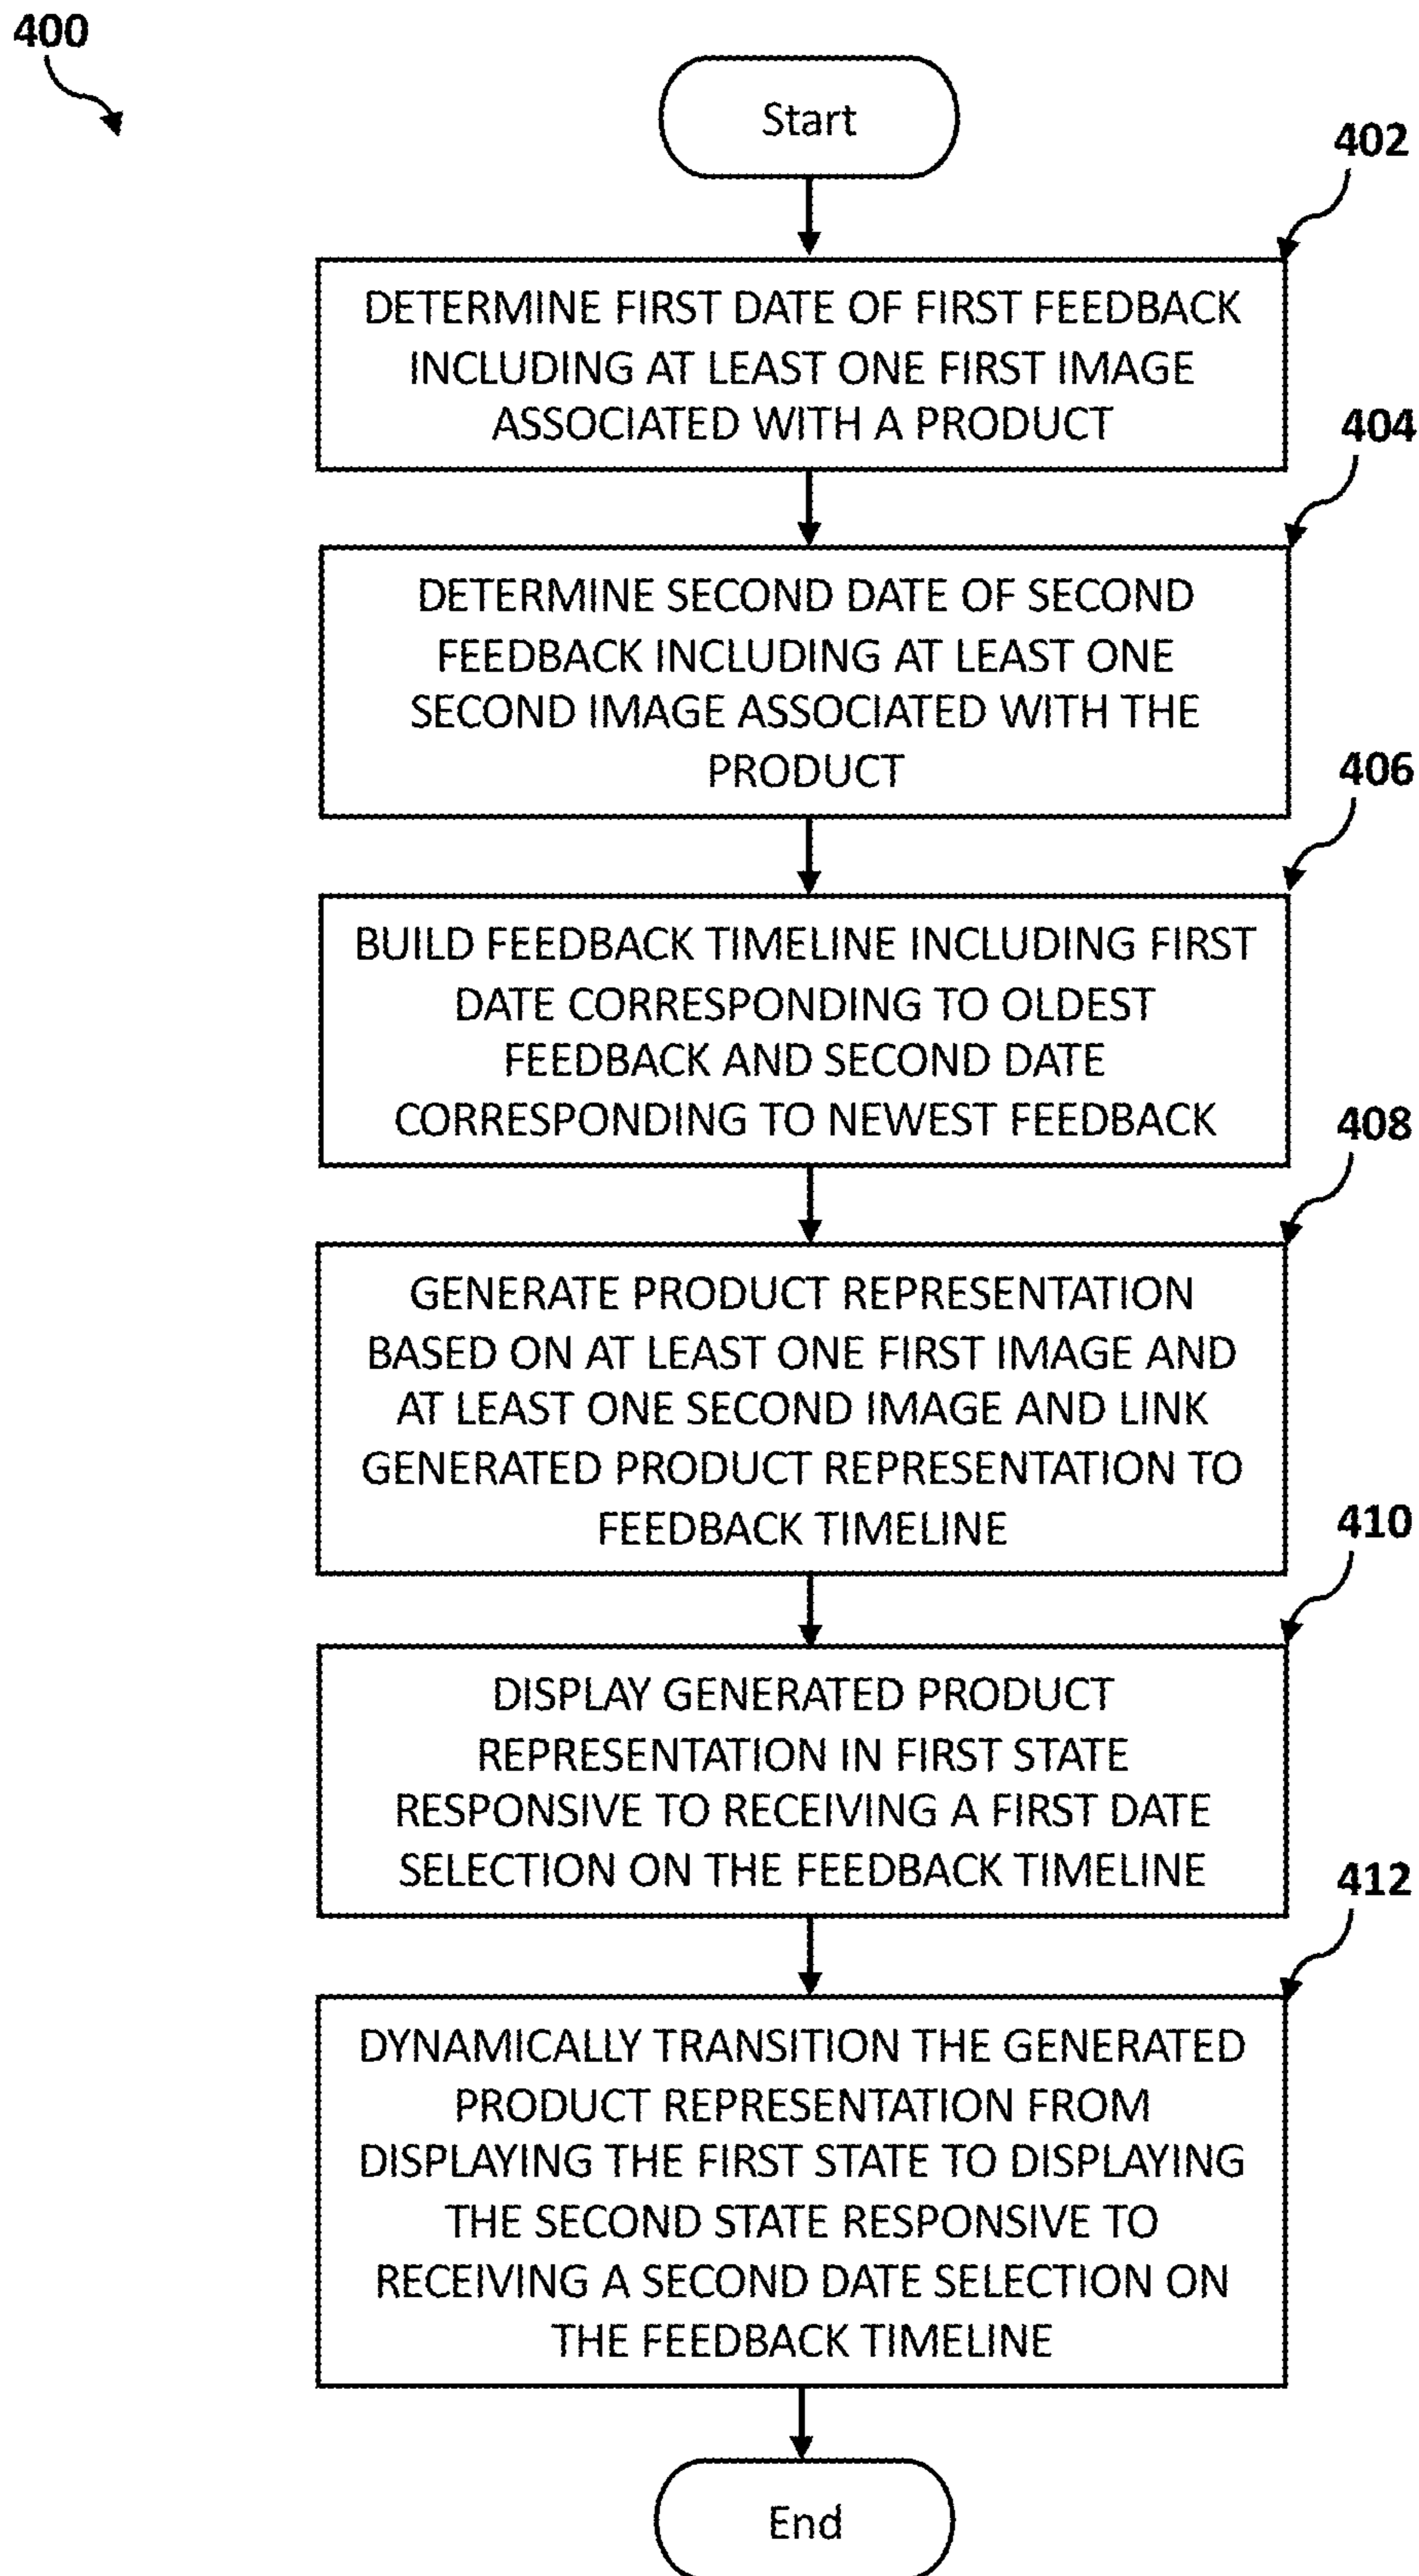 400
Start
402
DETERMINE FIRST DATE OF FIRST FEEDBACK
INCLUDING AT LEAST ONE FIRST IMAGE
ASSOCIATED WITH A PRODUCT
404
DETERMINE SECOND DATE OF SECOND
FEEDBACK INCLUDING AT LEAST ONE
SECOND IMAGE ASSOCIATED WITH THE
PRODUCT
406
BUILD FEEDBACK TIMELINE INCLUDING FIRST
DATE CORRESPONDING TO OLDEST
FEEDBACK AND SECOND DATE
CORRESPONDING TO NEWEST FEEDBACK
408
GENERATE PRODUCT REPRESENTATION
BASED ON AT LEAST ONE FIRST IMAGE AND
AT LEAST ONE SECOND IMAGE AND LINK
GENERATED PRODUCT REPRESENTATION TO
FEEDBACK TIMELINE
410
DISPLAY GENERATED PRODUCT
REPRESENTATION IN FIRST STATE
RESPONSIVE TO RECEIVING A FIRST DATE
SELECTION ON THE FEEDBACK TIMELINE
412
DYNAMICALLY TRANSITION THE GENERATED
PRODUCT REPRESENTATION FROM
DISPLAYING THE FIRST STATE TO DISPLAYING
THE SECOND STATE RESPONSIVE TO
RECEIVING A SECOND DATE SELECTION ON
THE FEEDBACK TIMELINE
End